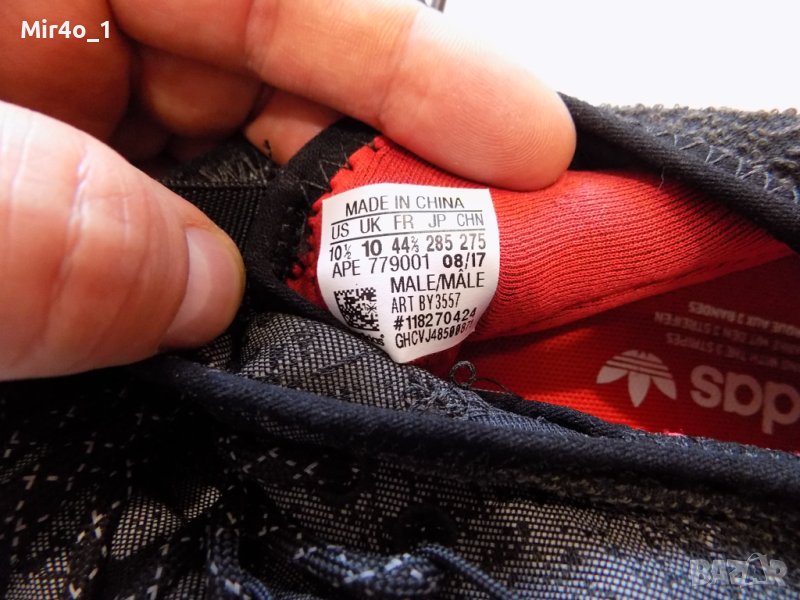 Mir4o_1
MADE IN CHINA
US UK FR JP CHN
10½ 10 44⅔ 285 275
APE 779001 08/17
MALE/MÂLE
ART BY3557
#118270424
adidas
BAZAR